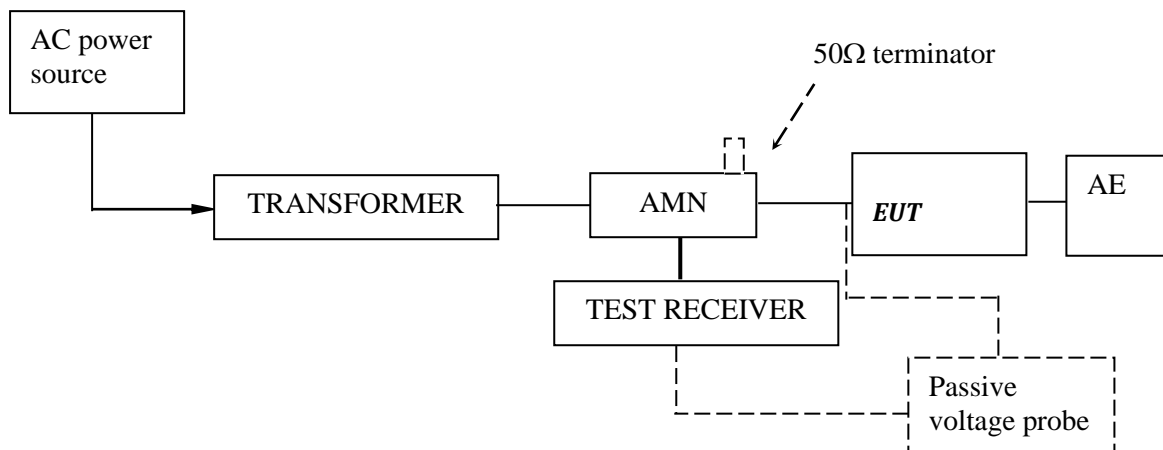 AC power
source
50Ω terminator
TRANSFORMER
AMN
EUT
AE
TEST RECEIVER
Passive
voltage probe